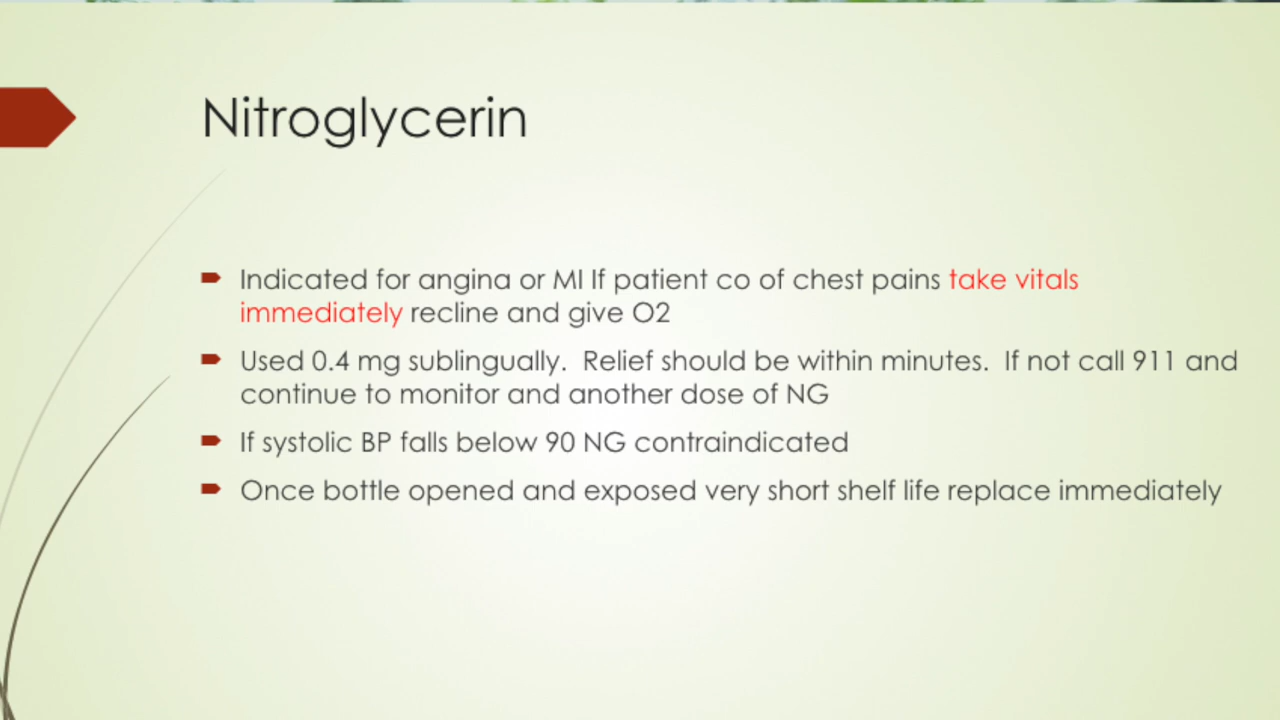 Nitroglycerin
Indicated for angina or MI If patient co of chest pains take vitals
immediately recline and give O2
Used 0.4 mg sublingually.  Relief should be within minutes.  If not call 911 and
continue to monitor and another dose of NG
If systolic BP falls below 90 NG contraindicated
Once bottle opened and exposed very short shelf life replace immediately